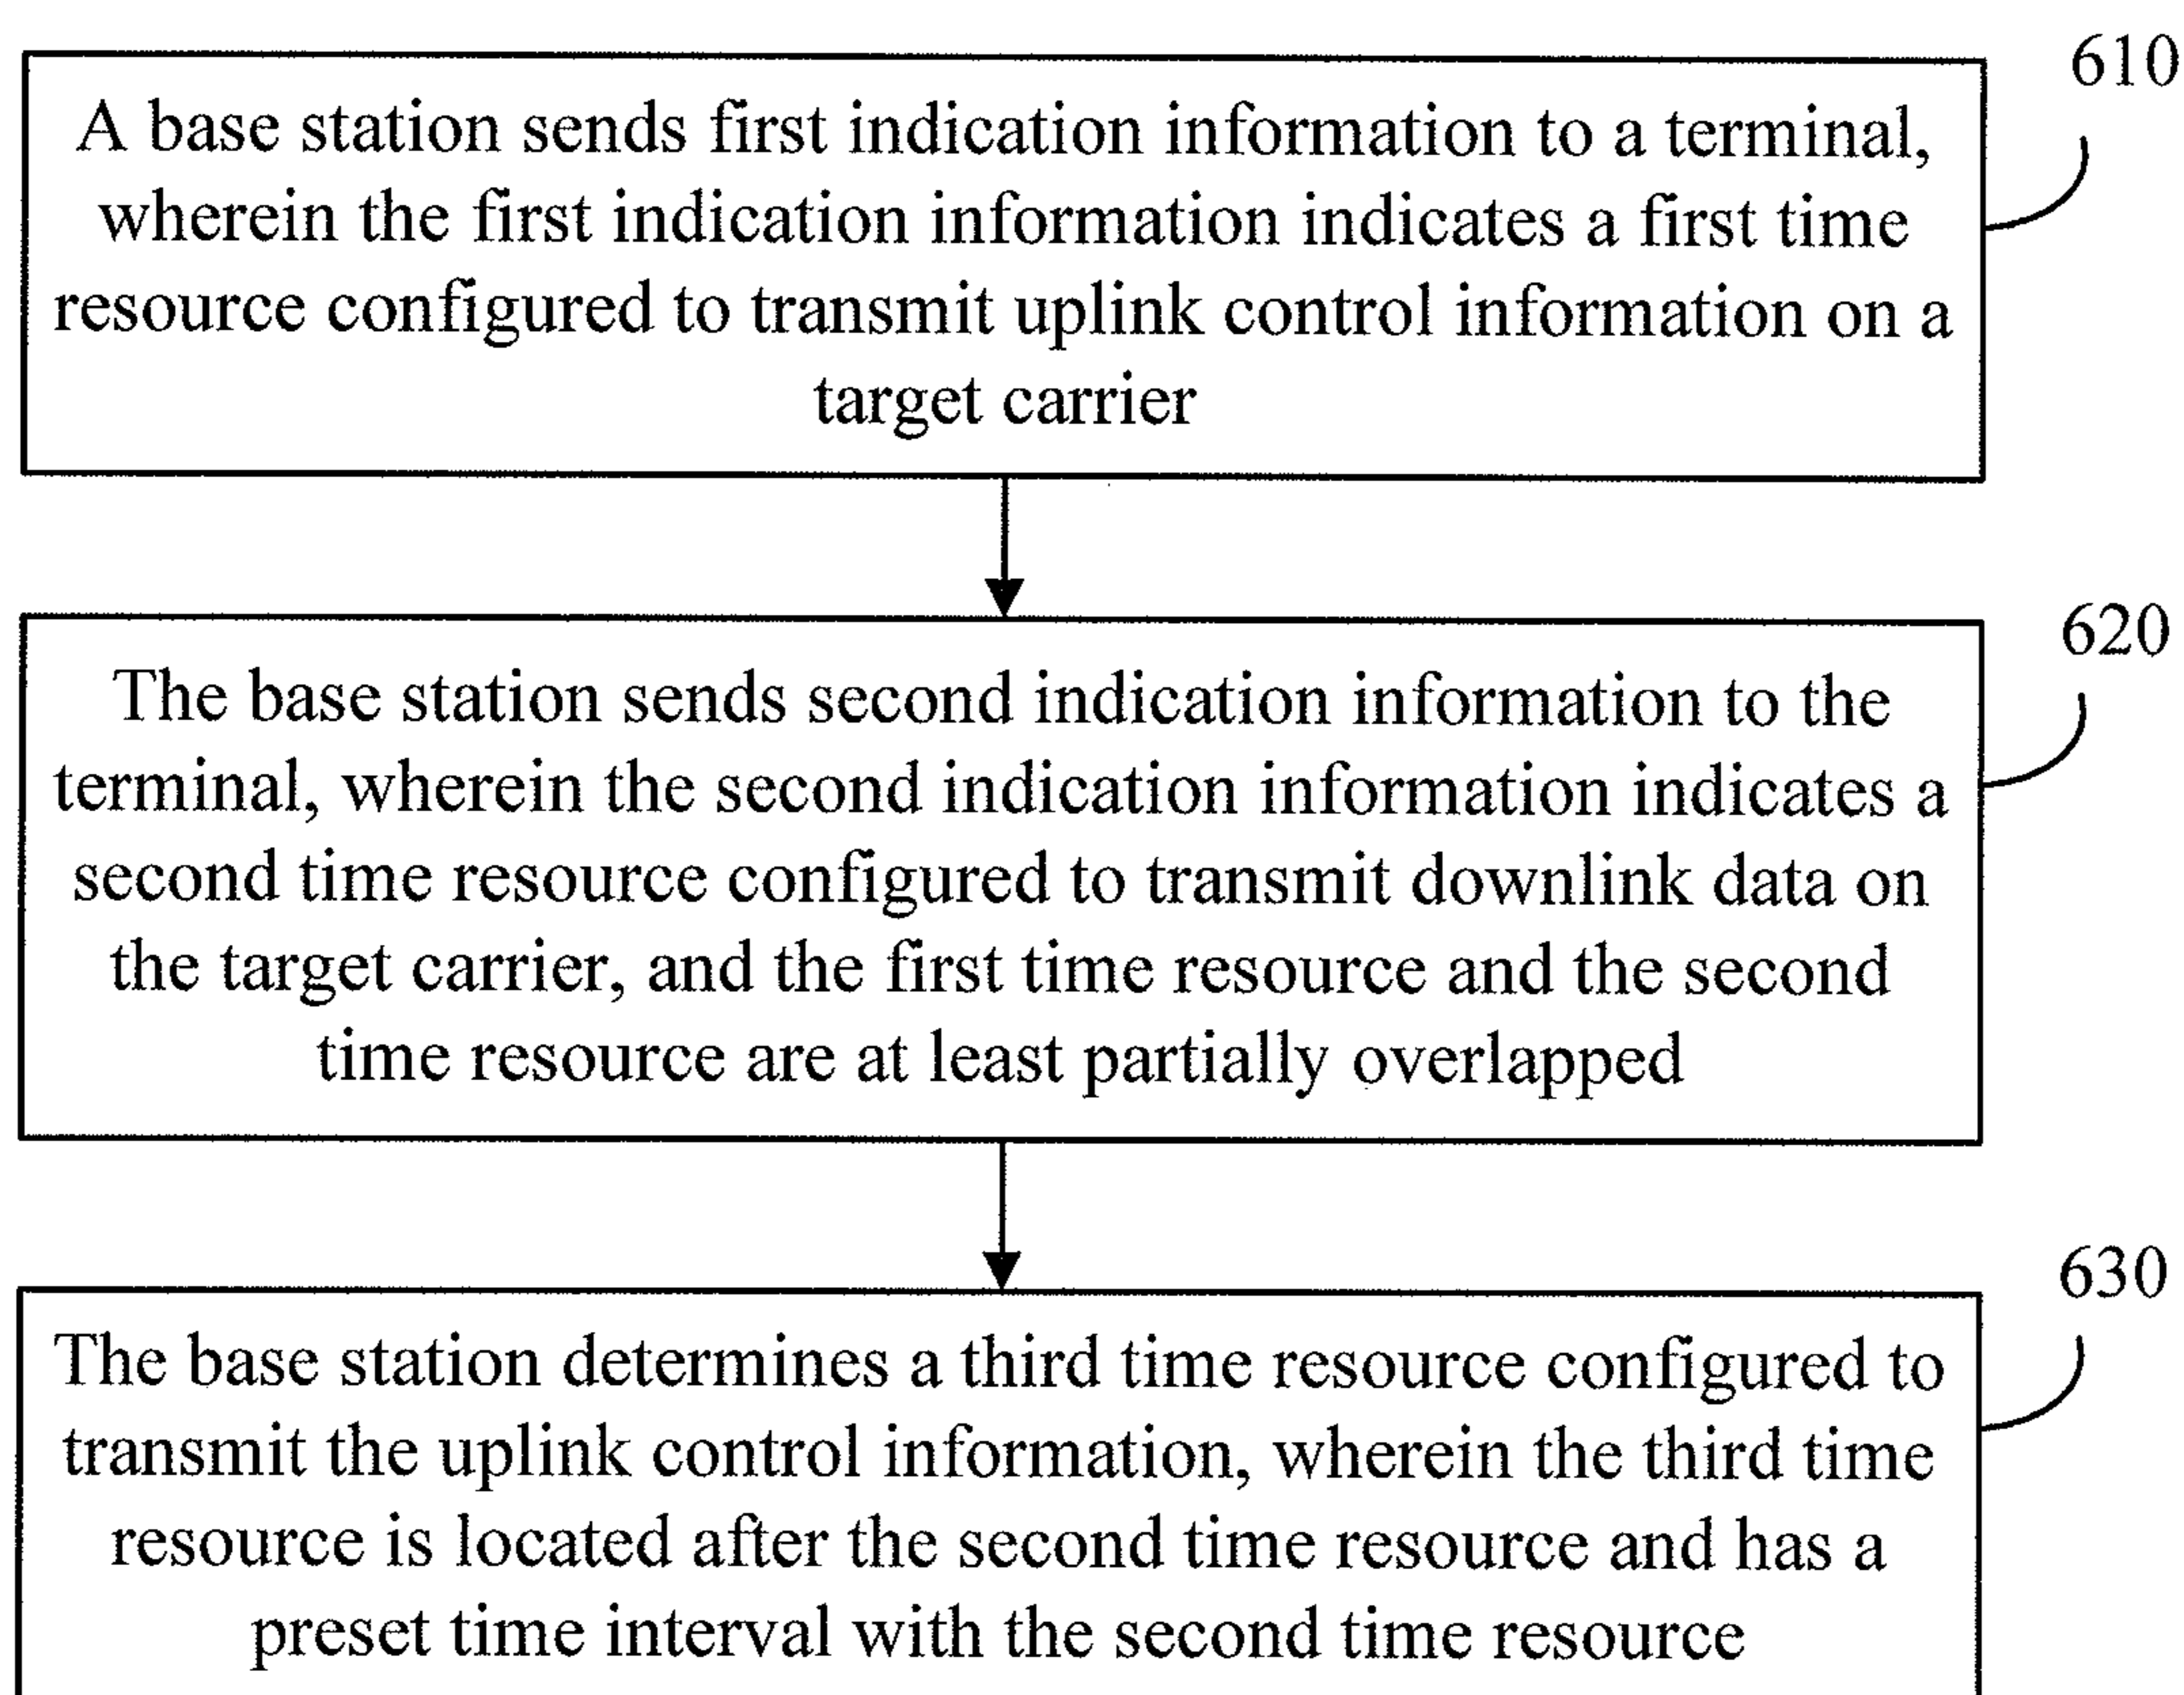 610
A base station sends first indication information to a terminal,
wherein the first indication information indicates a first time
resource configured to transmit uplink control information on a
target carrier
620
The base station sends second indication information to the
terminal, wherein the second indication information indicates a
second time resource configured to transmit downlink data on
the target carrier, and the first time resource and the second
time resource are at least partially overlapped
630
The base station determines a third time resource configured to
transmit the uplink control information, wherein the third time
resource is located after the second time resource and has a
preset time interval with the second time resource